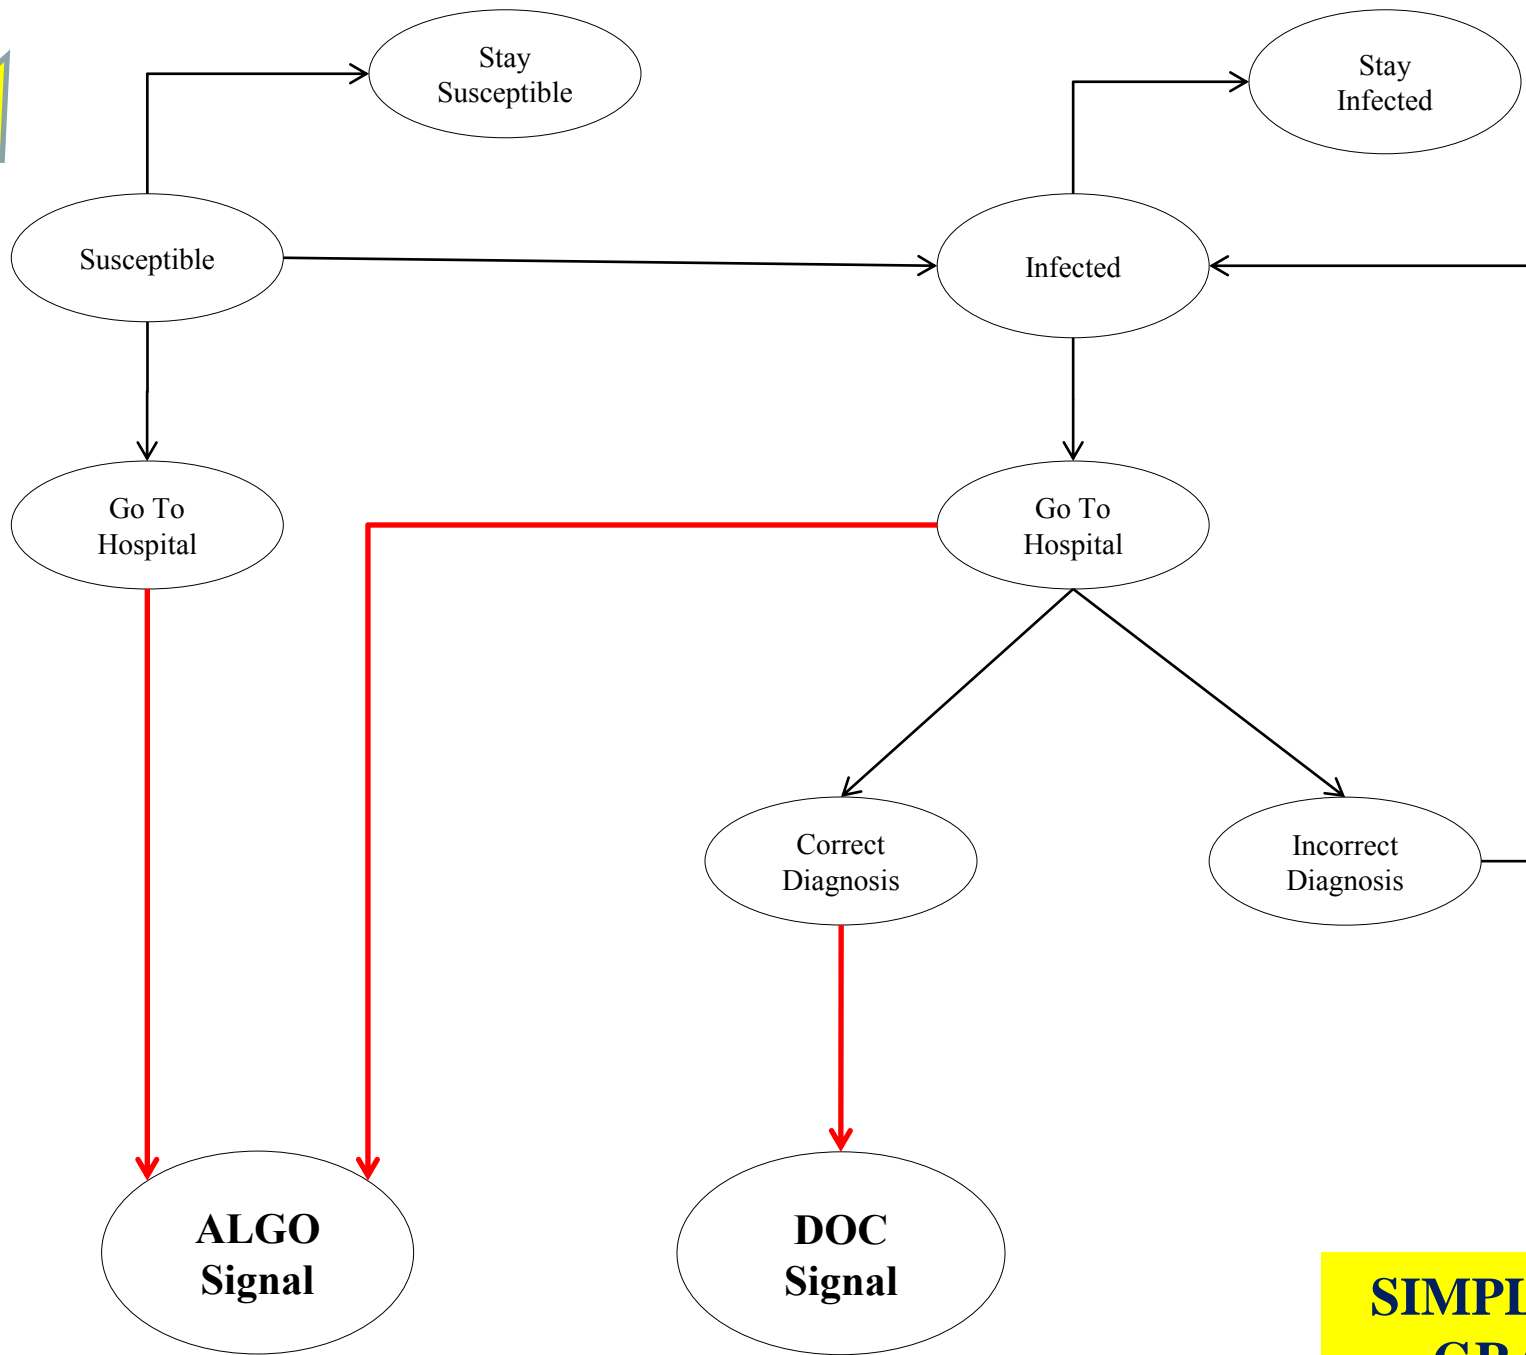 Stay
Susceptible
Stay
Infected
Susceptible
Infected
Go To
Hospital
Go To
Hospital
Correct
Diagnosis
Incorrect
Diagnosis
ALGO
Signal
DOC
Signal